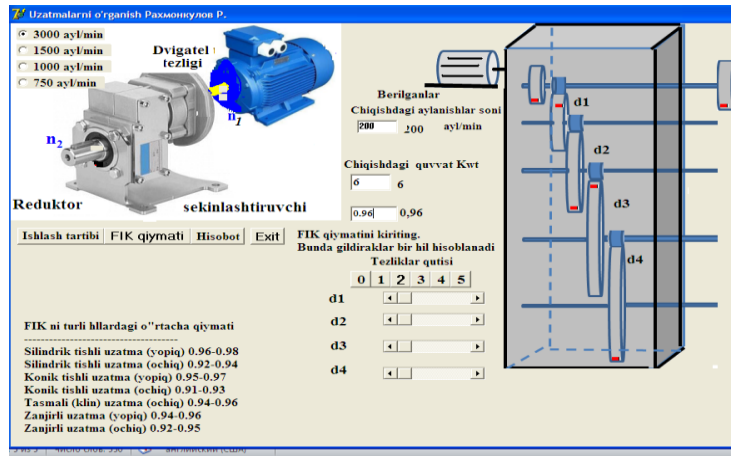 Uzatmalarni o'rganish Рахмонкулов Р.
3000 ayl/min
1500 ayl/min
1000 ayl/min
750 ayl/min
Dvigatel
tezligi
n1
n2
Reduktor
sekinlashtiruvchi
Berilganlar
Chiqishdagi aylanishlar soni
200 200 ayl/min
Chiqishdagi quvvat Kwt
6 6
0.96 0,96
Ishlash tartibi FIK qiymati Hisobot Exit
FIK qiymatini kiriting.
Bunda gildiraklar bir hil hisoblanadi
Tezliklar qutisi
0 1 2 3 4 5
d1
d2
d3
d4
d1
d2
d3
d4
FIK ni turli hllardagi o"rtacha qiymati
--------------------------------------
Silindrik tishli uzatma (yopiq) 0.96-0.98
Silindrik tishli uzatma (ochiq) 0.92-0.94
Konik tishli uzatma (yopiq) 0.95-0.97
Konik tishli uzatma (ochiq) 0.91-0.93
Tasmali (klin) uzatma (ochiq) 0.94-0.96
Zanjirli uzatma (yopiq) 0.94-0.96
Zanjirli uzatma (ochiq) 0.92-0.95